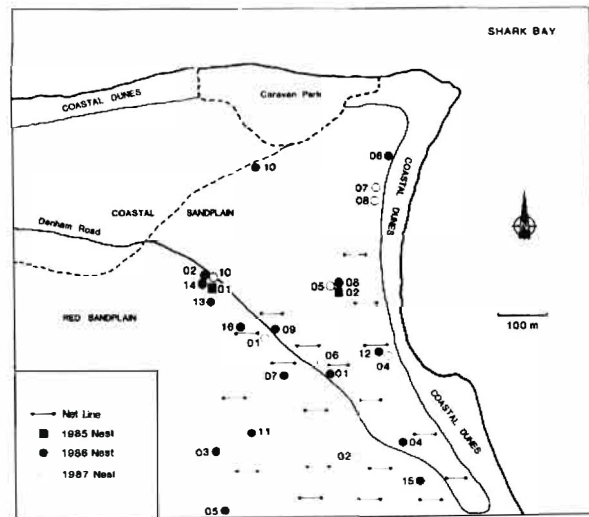 SHARK BAY
COASTAL DUNES
Caravan Park
06
COASTAL DUNES
10
07
08
COASTAL SANDPLAIN
Denham Road
02
10
14
01
08
05
02
13
100 m
RED SANDPLAIN
16
09
01
12
04
06
07
01
Net Line
1985 Nest
1986 Nest
1987 Nest
11
04
03
02
COASTAL DUNES
15
05